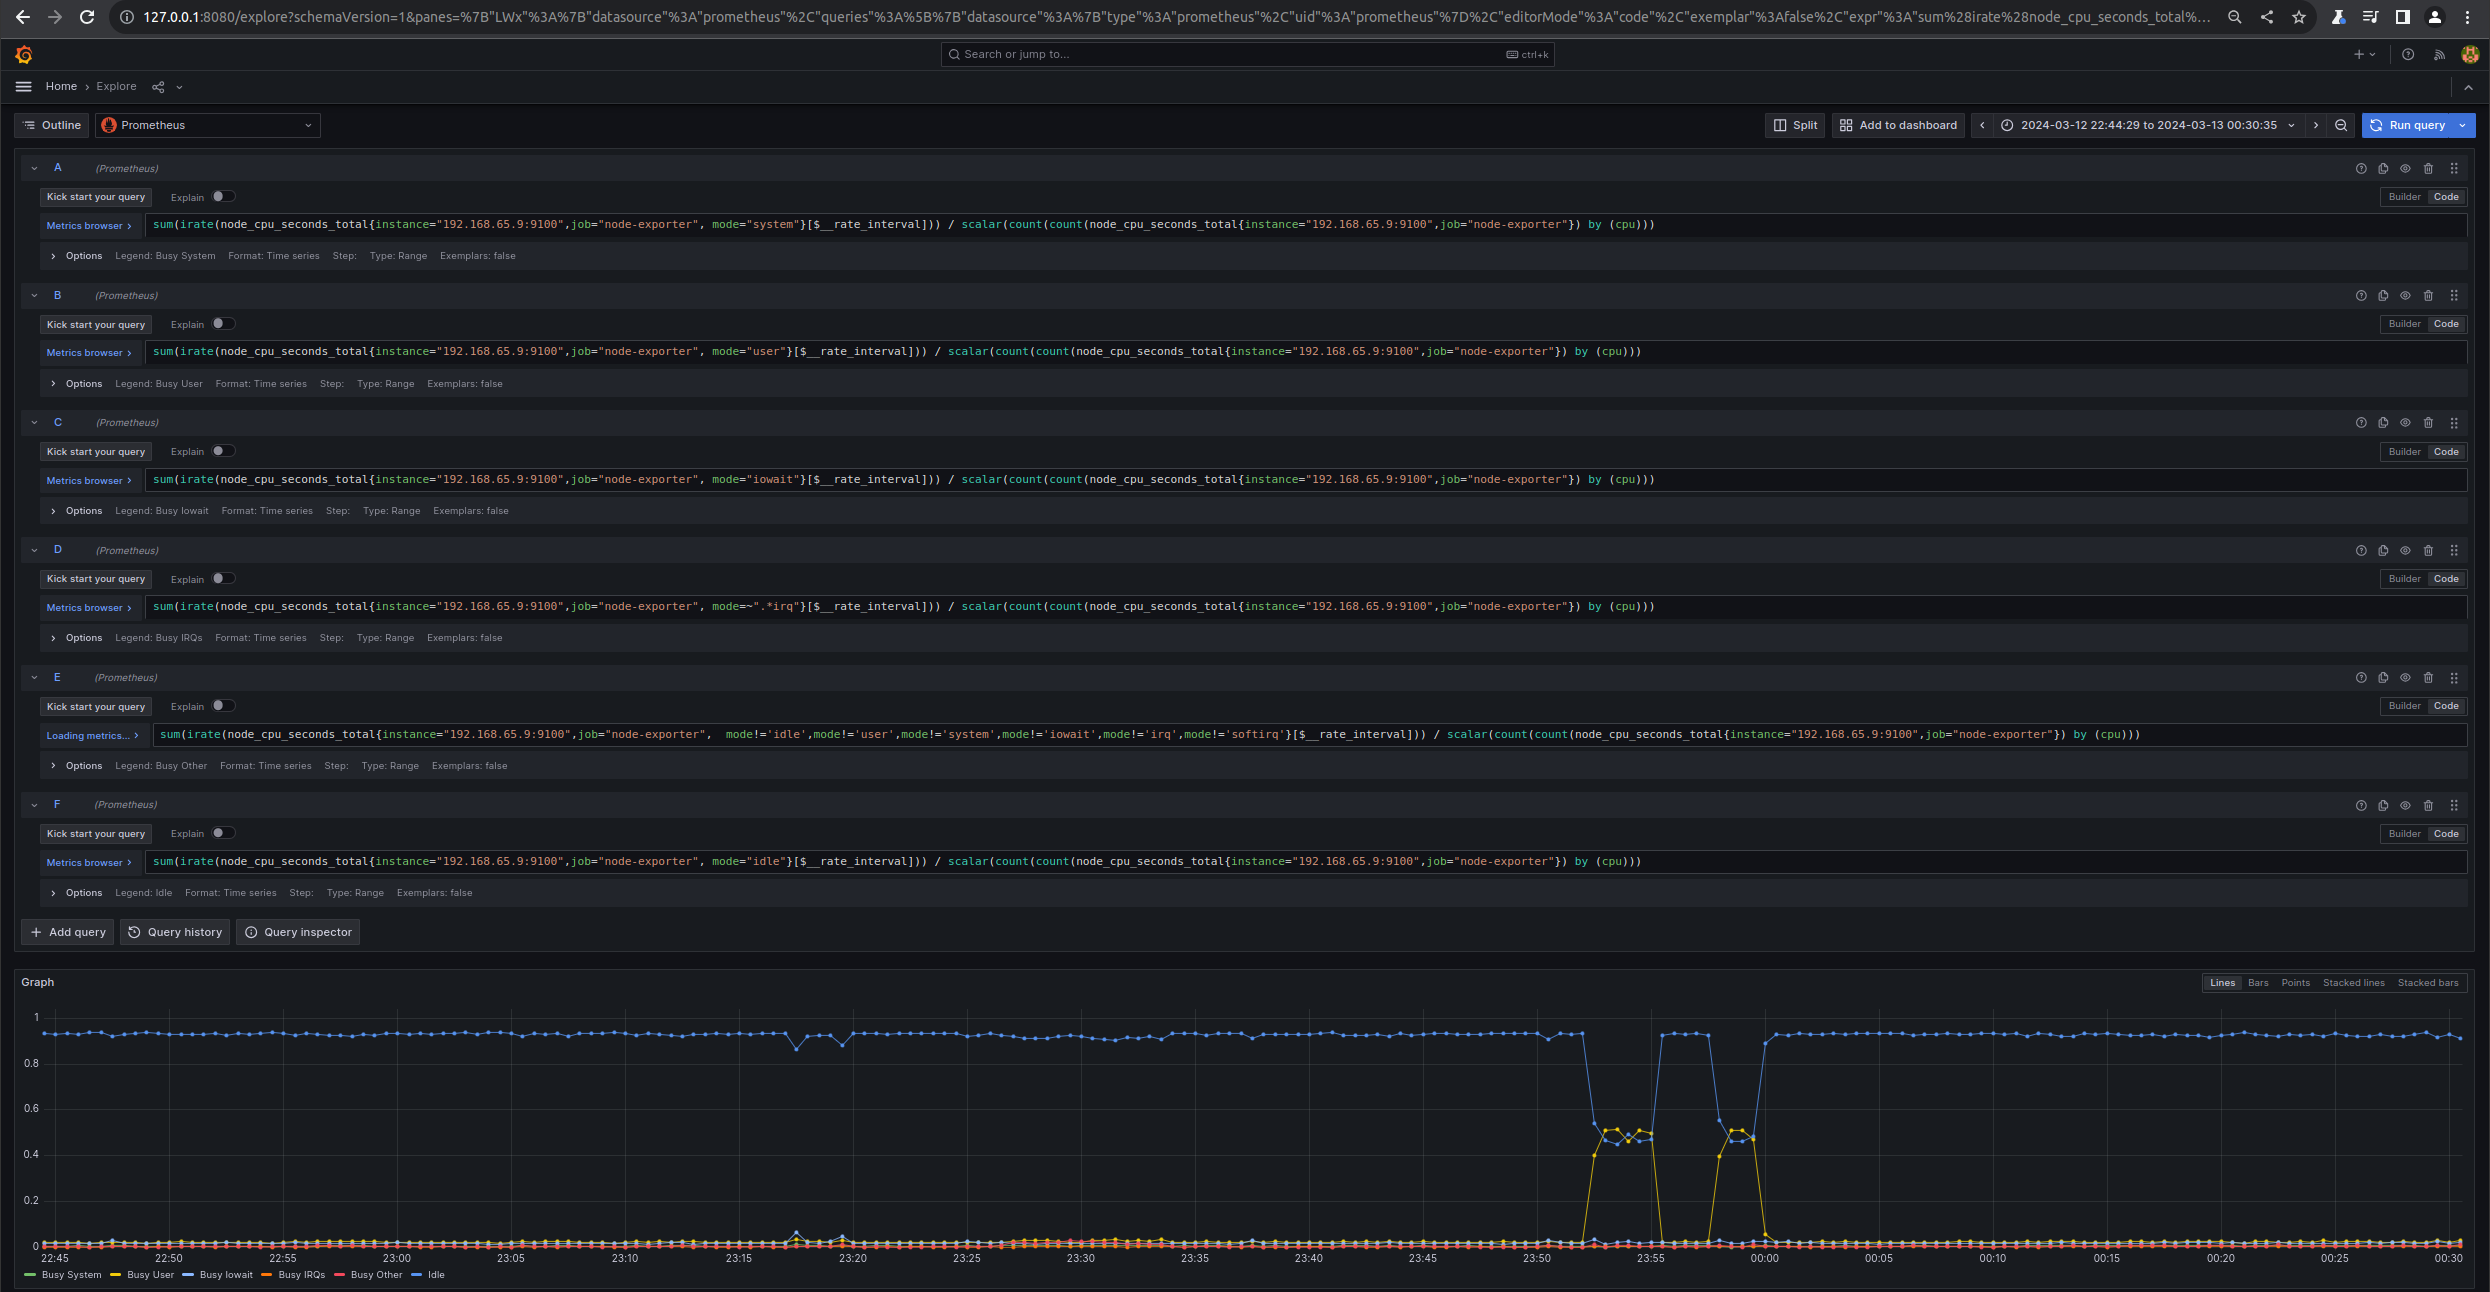 127.0.0.1:8080/explore?schemaVersion=1&panes=%7B"LWx"%3A%7B"datasource"%3A"prometheus"%2C"queries"%3A%5B%7B"datasource"%3A%7B"type"%3A"prometheus"%2C"uid"%3A"prometheus"%7D%2C"editorMode"%3A"code"%2C"exemplar"%3Afalse%2C"expr"%3A"sum%28irate%28node_cpu_seconds_total%...
Search or jump to... ctrl+k
Home › Explore
Outline Prometheus Split Add to dashboard 2024-03-12 22:44:29 to 2024-03-13 00:30:35 Run query
A (Prometheus)
Kick start your query Explain Builder Code
Metrics browser > sum(irate(node_cpu_seconds_total{instance="192.168.65.9:9100",job="node-exporter", mode="system"}[$__rate_interval])) / scalar(count(count(node_cpu_seconds_total{instance="192.168.65.9:9100",job="node-exporter"}) by (cpu)))
Options Legend: Busy System Format: Time series Step: Type: Range Exemplars: false
B (Prometheus)
Kick start your query Explain Builder Code
Metrics browser > sum(irate(node_cpu_seconds_total{instance="192.168.65.9:9100",job="node-exporter", mode="user"}[$__rate_interval])) / scalar(count(count(node_cpu_seconds_total{instance="192.168.65.9:9100",job="node-exporter"}) by (cpu)))
Options Legend: Busy User Format: Time series Step: Type: Range Exemplars: false
C (Prometheus)
Kick start your query Explain Builder Code
Metrics browser > sum(irate(node_cpu_seconds_total{instance="192.168.65.9:9100",job="node-exporter", mode="iowait"}[$__rate_interval])) / scalar(count(count(node_cpu_seconds_total{instance="192.168.65.9:9100",job="node-exporter"}) by (cpu)))
Options Legend: Busy Iowait Format: Time series Step: Type: Range Exemplars: false
D (Prometheus)
Kick start your query Explain Builder Code
Metrics browser > sum(irate(node_cpu_seconds_total{instance="192.168.65.9:9100",job="node-exporter", mode=~".*irq"}[$__rate_interval])) / scalar(count(count(node_cpu_seconds_total{instance="192.168.65.9:9100",job="node-exporter"}) by (cpu)))
Options Legend: Busy IRQs Format: Time series Step: Type: Range Exemplars: false
E (Prometheus)
Kick start your query Explain Builder Code
Loading metrics... > sum(irate(node_cpu_seconds_total{instance="192.168.65.9:9100",job="node-exporter",  mode!='idle',mode!='user',mode!='system',mode!='iowait',mode!='irq',mode!='softirq'}[$__rate_interval])) / scalar(count(count(node_cpu_seconds_total{instance="192.168.65.9:9100",job="node-exporter"}) by (cpu)))
Options Legend: Busy Other Format: Time series Step: Type: Range Exemplars: false
F (Prometheus)
Kick start your query Explain Builder Code
Metrics browser > sum(irate(node_cpu_seconds_total{instance="192.168.65.9:9100",job="node-exporter", mode="idle"}[$__rate_interval])) / scalar(count(count(node_cpu_seconds_total{instance="192.168.65.9:9100",job="node-exporter"}) by (cpu)))
Options Legend: Idle Format: Time series Step: Type: Range Exemplars: false
+ Add query Query history Query inspector
Graph Lines Bars Points Stacked lines Stacked bars
1
0.8
0.6
0.4
0.2
0
22:45 22:50 22:55 23:00 23:05 23:10 23:15 23:20 23:25 23:30 23:35 23:40 23:45 23:50 23:55 00:00 00:05 00:10 00:15 00:20 00:25 00:30
Busy System Busy User Busy Iowait Busy IRQs Busy Other Idle